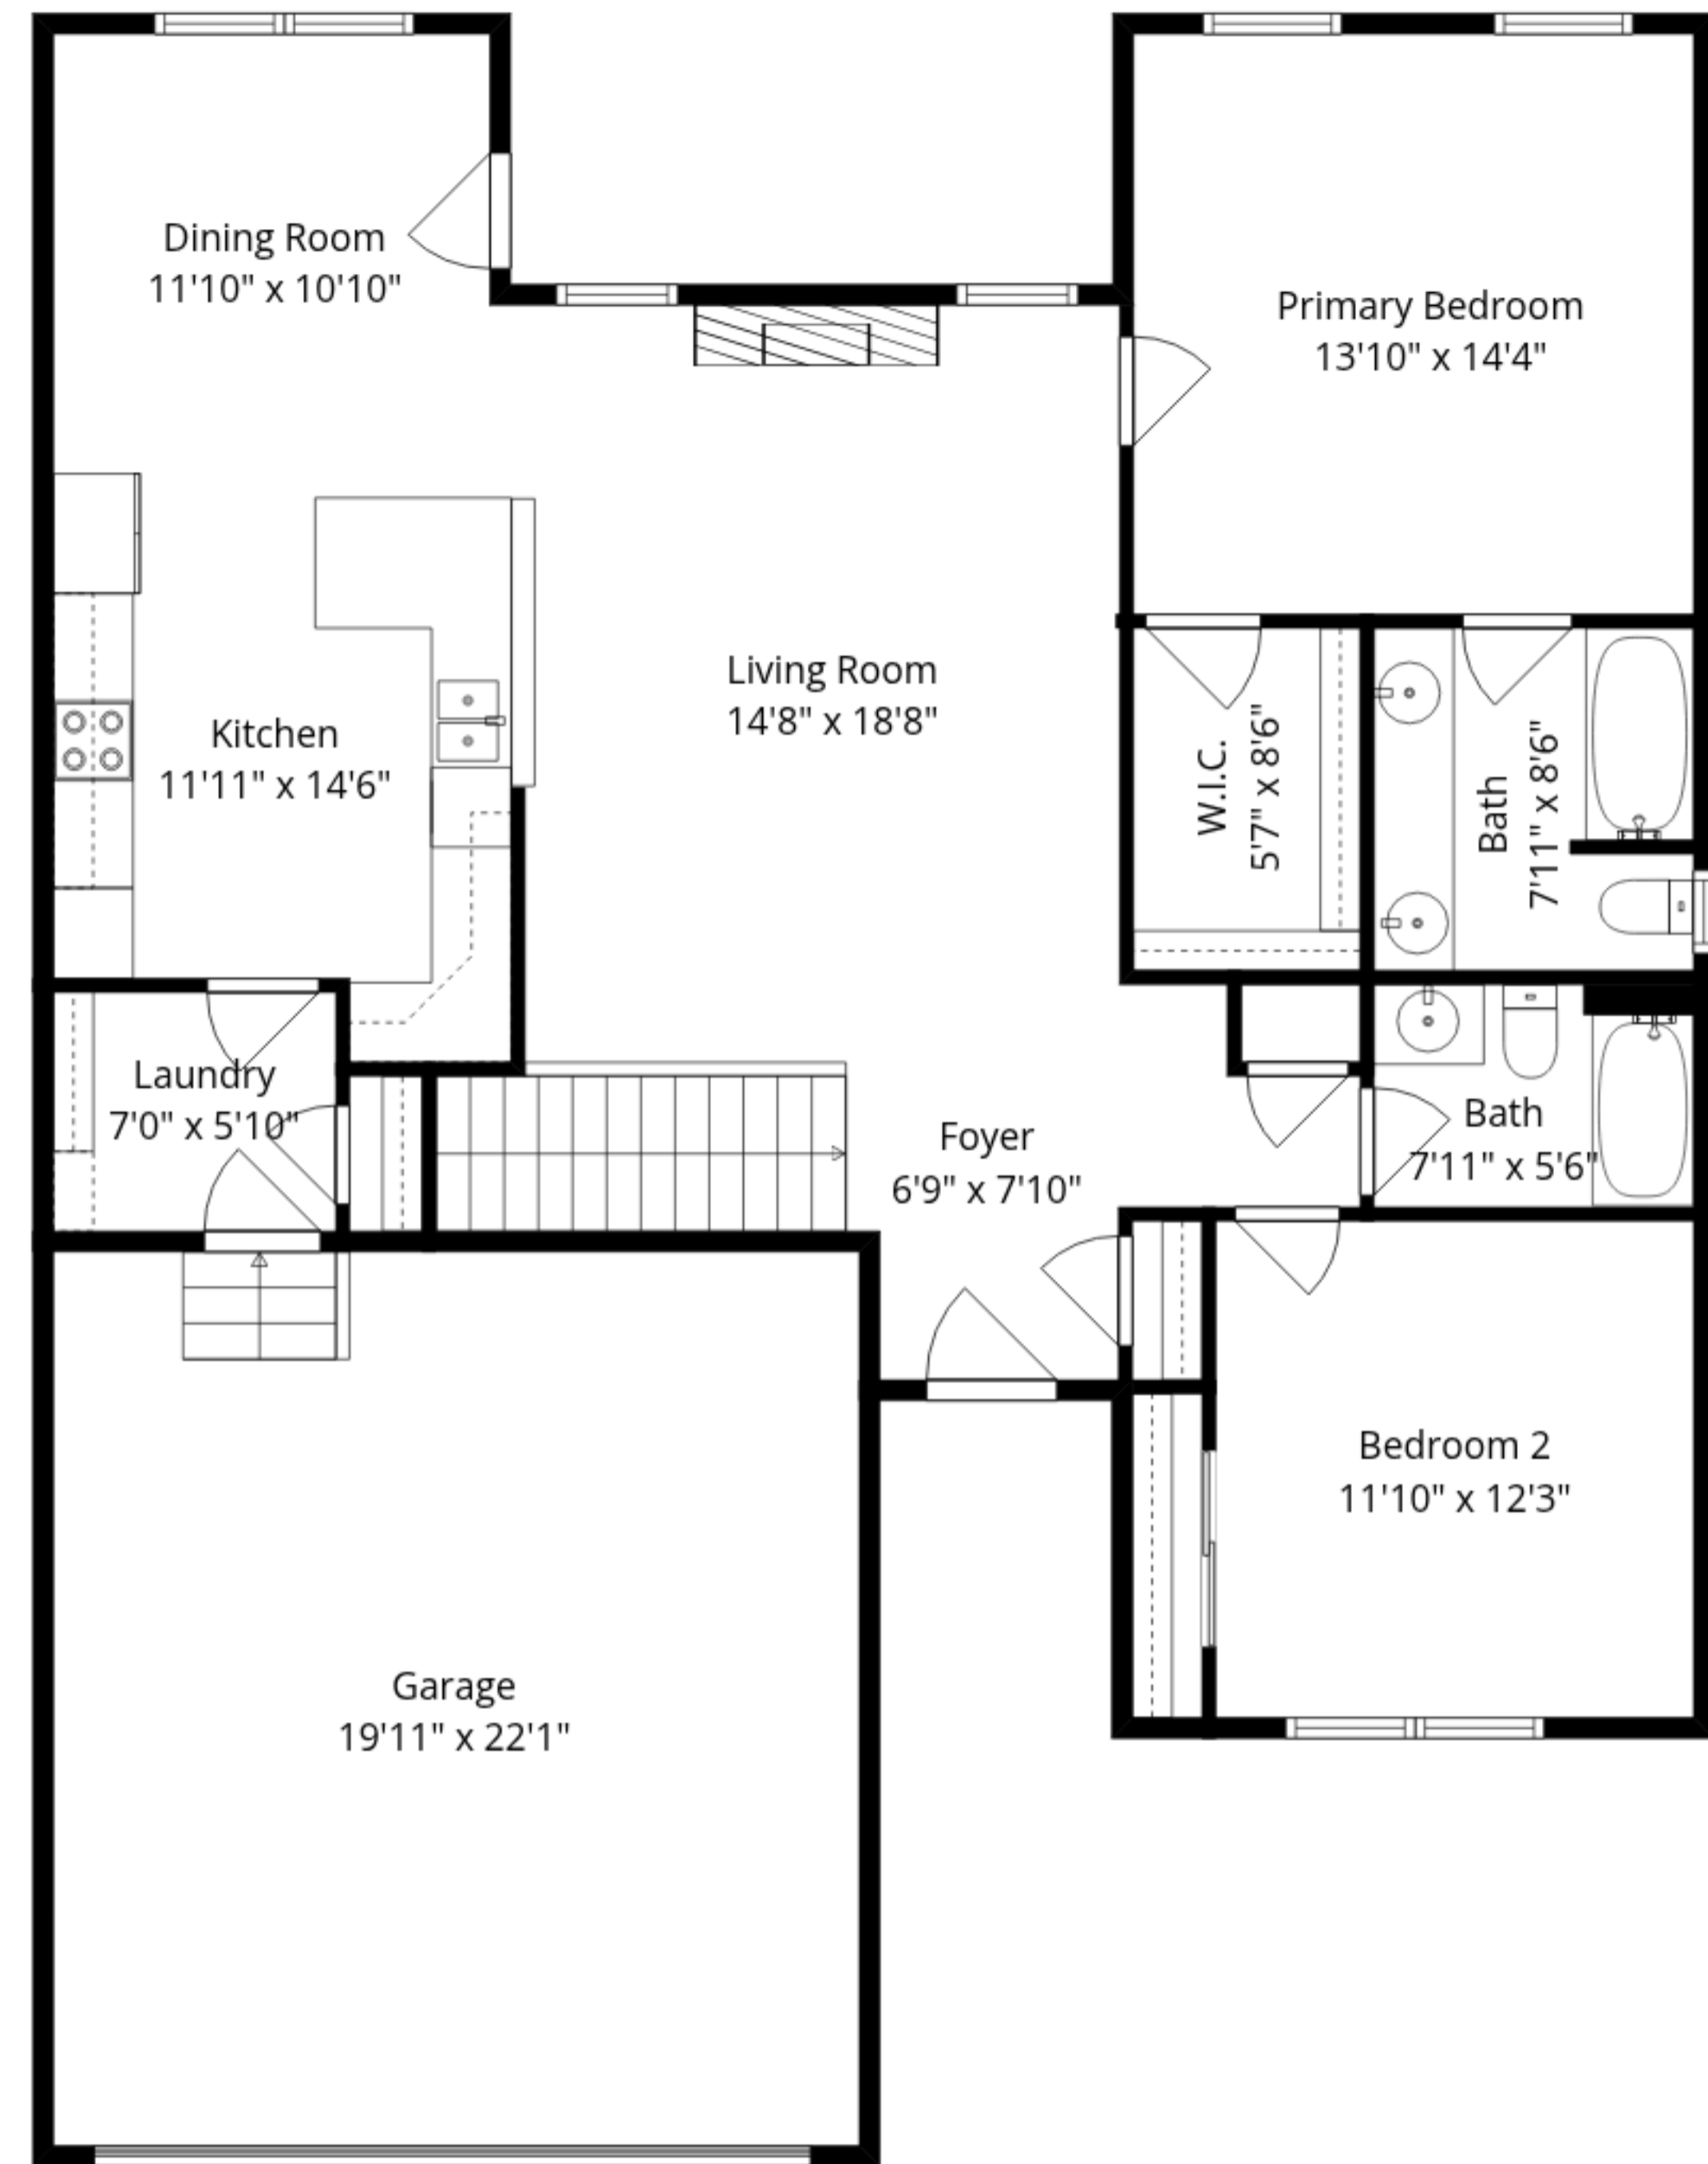 Dining Room
11'10" x 10'10"
Primary Bedroom
13'10" x 14'4"
Living Room
14'8" x 18'8"
Kitchen
11'11" x 14'6"
W.I.C.
5'7" x 8'6"
Bath
7'11" x 8'6"
Laundry
7'0" x 5'10"
Foyer
6'9" x 7'10"
Bath
7'11" x 5'6"
Bedroom 2
11'10" x 12'3"
Garage
19'11" x 22'1"